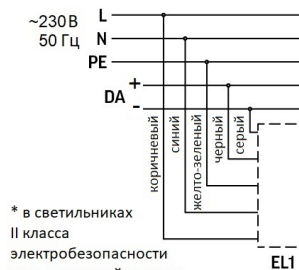 ~230 В
50 Гц
L
N
PE
DA
+
-
коричневый
синий
желто-зеленый
черный
серый
EL1
* в светильниках
II класса
электробезопасности